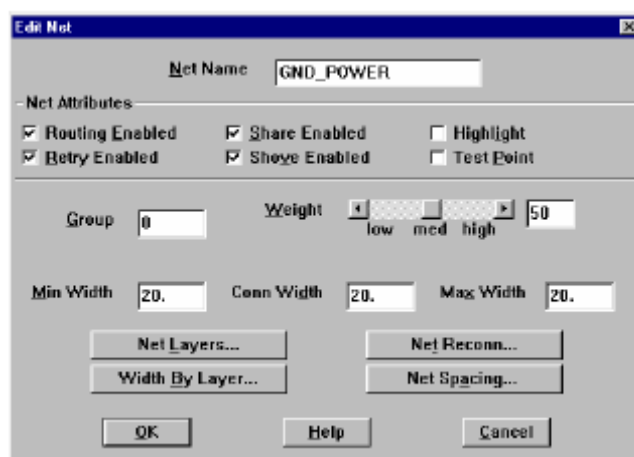 Edit Net
Net Name GND_POWER
Net Attributes
Routing Enabled Share Enabled Highlight
Retry Enabled Shove Enabled Test Point
Group 0 Weight 50
low med high
Min Width 20. Conn Width 20. Max Width 20.
Net Layers... Net Reconn...
Width By Layer... Net Spacing...
OK Help Cancel